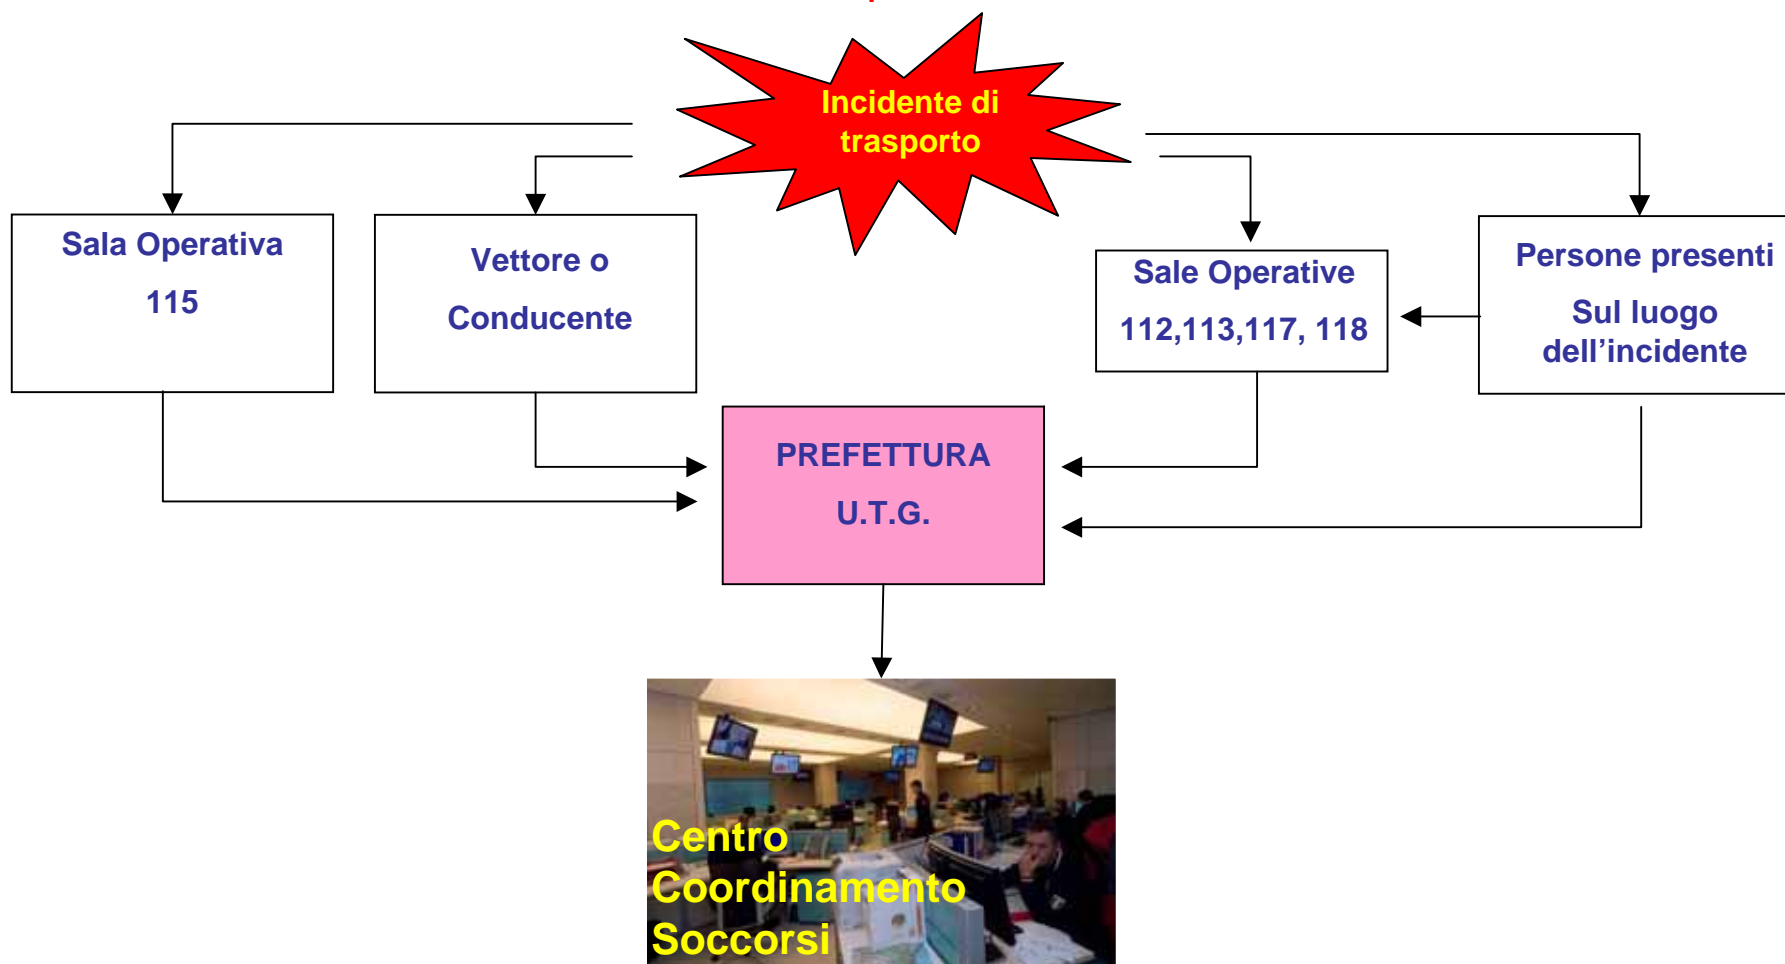 Incidente di
trasporto
Sala Operativa
115
Vettore o
Conducente
Sale Operative
112,113,117, 118
Persone presenti
Sul luogo
dell’incidente
PREFETTURA
U.T.G.
Centro
Coordinamento
Soccorsi